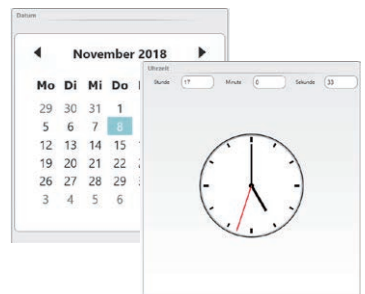 Datum
November 2018
Mo Di Mi Do
29 30 31 1
5 6 7 8
12 13 14 15
19 20 21 22
26 27 28 29
3 4 5 6
Uhrzeit
Stunde 17 Minute 0 Sekunde 33